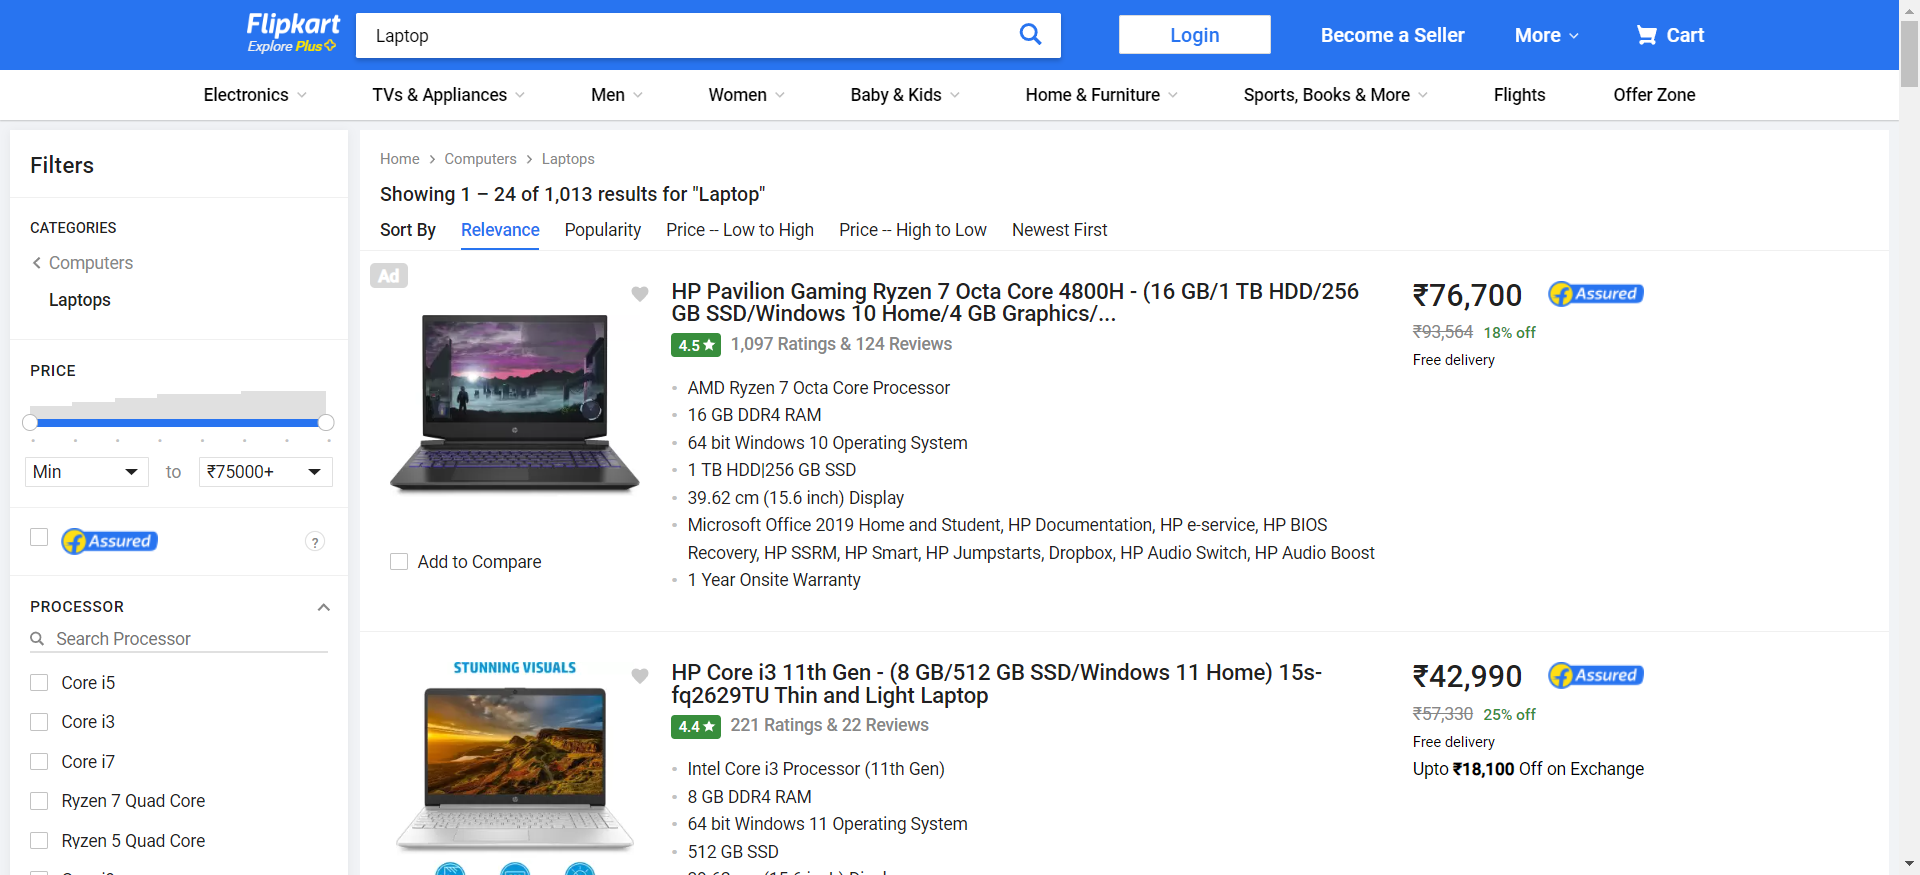 Flipkart
Explore Plus
Laptop
Login
Become a Seller
More
Cart
Electronics
TVs & Appliances
Men
Women
Baby & Kids
Home & Furniture
Sports, Books & More
Flights
Offer Zone
Filters
CATEGORIES
Computers
Laptops
PRICE
Min
to
₹75000+
Assured
?
PROCESSOR
Search Processor
Core i5
Core i3
Core i7
Ryzen 7 Quad Core
Ryzen 5 Quad Core
Home > Computers > Laptops
Showing 1 – 24 of 1,013 results for "Laptop"
Sort By
Relevance
Popularity
Price -- Low to High
Price -- High to Low
Newest First
Ad
Add to Compare
HP Pavilion Gaming Ryzen 7 Octa Core 4800H - (16 GB/1 TB HDD/256
GB SSD/Windows 10 Home/4 GB Graphics/...
4.5★ 1,097 Ratings & 124 Reviews
AMD Ryzen 7 Octa Core Processor
16 GB DDR4 RAM
64 bit Windows 10 Operating System
1 TB HDD|256 GB SSD
39.62 cm (15.6 inch) Display
Microsoft Office 2019 Home and Student, HP Documentation, HP e-service, HP BIOS
Recovery, HP SSRM, HP Smart, HP Jumpstarts, Dropbox, HP Audio Switch, HP Audio Boost
1 Year Onsite Warranty
₹76,700
Assured
₹93,564 18% off
Free delivery
STUNNING VISUALS
HP Core i3 11th Gen - (8 GB/512 GB SSD/Windows 11 Home) 15s-
fq2629TU Thin and Light Laptop
4.4★ 221 Ratings & 22 Reviews
Intel Core i3 Processor (11th Gen)
8 GB DDR4 RAM
64 bit Windows 11 Operating System
512 GB SSD
₹42,990
Assured
₹57,330 25% off
Free delivery
Upto ₹18,100 Off on Exchange